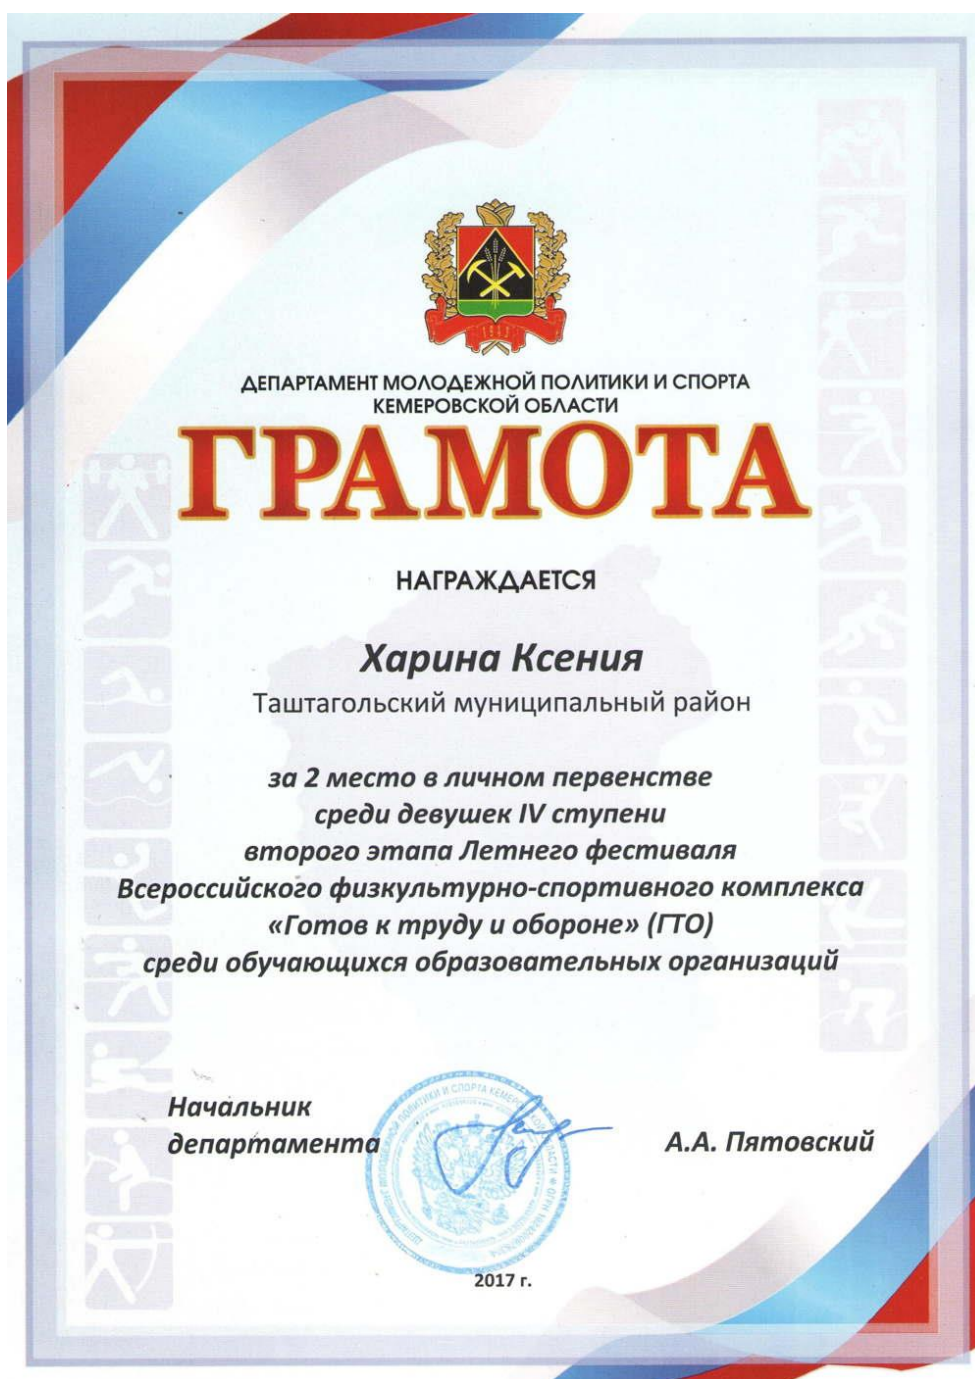 1943
ДЕПАРТАМЕНТ МОЛОДЕЖНОЙ ПОЛИТИКИ И СПОРТА
КЕМЕРОВСКОЙ ОБЛАСТИ
ГРАМОТА
НАГРАЖДАЕТСЯ
Харина Ксения
Таштагольский муниципальный район
за 2 место в личном первенстве
среди девушек IV ступени
второго этапа Летнего фестиваля
Всероссийского физкультурно-спортивного комплекса
«Готов к труду и обороне» (ГТО)
среди обучающихся образовательных организаций
Начальник
департамента
А.А. Пятовский
2017 г.